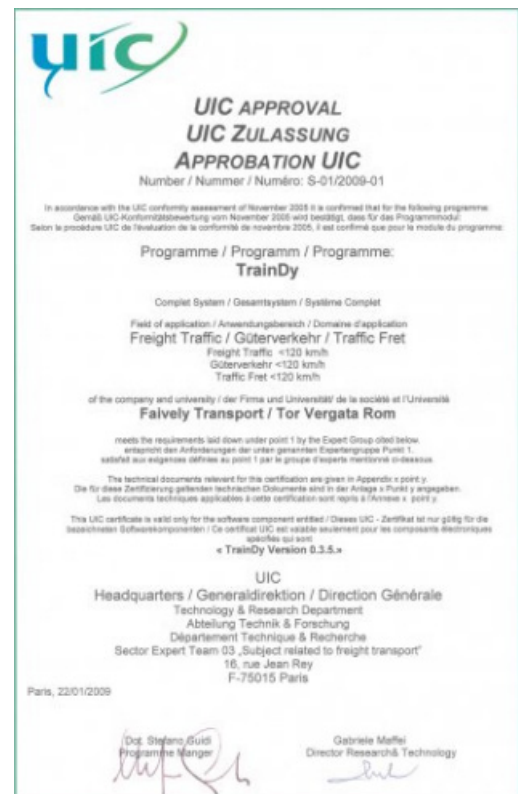 uic
UIC APPROVAL
UIC ZULASSUNG
APPROBATION UIC
Number / Nummer / Numéro: S-01/2009-01
In accordance with the UIC conformity assessment of November 2005 it is confirmed that for the following programme:
Gemäß UIC-Konformitätsbewertung vom November 2005 wird bestätigt, dass für das Programmmodul:
Selon la procédure UIC de l'évaluation de la conformité de novembre 2005, il est confirmé que pour le module du programme
Programme / Programm / Programme:
TrainDy
Complet System / Gesamtsystem / Système Complet
Field of application / Anwendungsbereich / Domaine d'application
Freight Traffic / Güterverkehr / Traffic Fret
Freight Traffic <120 km/h
Güterverkehr <120 km/h
Traffic Fret <120 km/h
of the company and university / der Firma und Universität/ de la société et l'Université
Faively Transport / Tor Vergata Rom
meets the requirements laid down under point 1 by the Expert Group cited below.
entspricht den Anforderungen der unten genannten Expertengruppe Punkt 1.
satisfait aux exigences définies au point 1 par le groupe d'experts mentionné ci-dessous.
The technical documents relevent for this certification are given in Appendix x point y.
Die für diese Zertifizierung geltenden technischen Dokumente sind in der Anlage x Punkt y angegeben.
Les documents techniques applicables à cette certification sont repris à l'Annexe x point y.
This UIC certificate is valid only for the software component entitled / Dieses UIC - Zertifikat ist nur gültig für die
bezeichneten Softwarekomponenten / Ce certificat UIC est valable seulement pour les composants électroniques
spécifiés qui sont
« TrainDy Version 0.3.5.»
UIC
Headquarters / Generaldirektion / Direction Générale
Technology & Research Department
Abteilung Technik & Forschung
Département Technique & Recherche
Sector Expert Team 03 „Subject related to freight transport"
16, rue Jean Rey
F-75015 Paris
Paris, 22/01/2009
Dot. Stefano Guidi
Programme Manger
Gabriele Maffei
Director Research& Technology